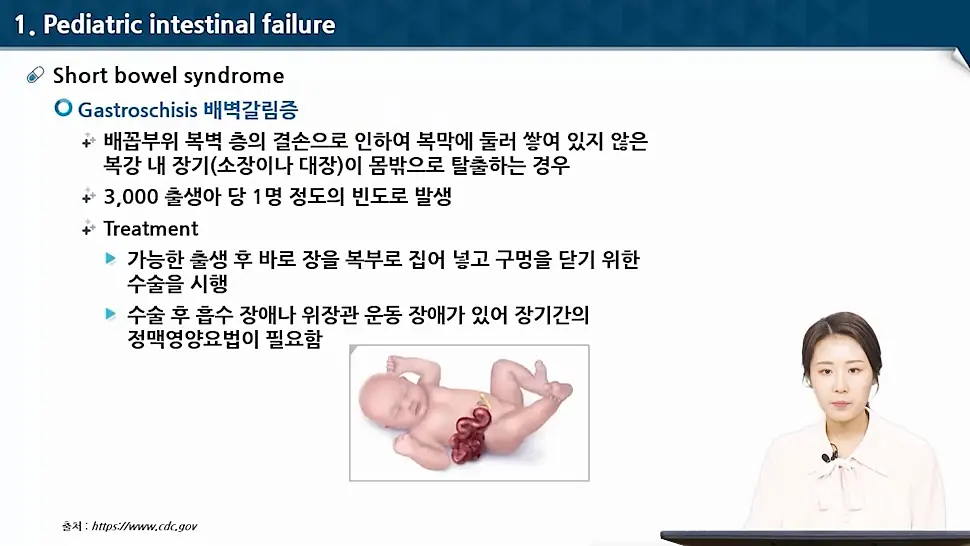 1. Pediatric intestinal failure
Short bowel syndrome
Gastroschisis 배벽갈림증
배꼽부위 복벽 층의 결손으로 인하여 복막에 둘러 쌓여 있지 않은
복강 내 장기(소장이나 대장)이 몸밖으로 탈출하는 경우
3,000 출생아 당 1명 정도의 빈도로 발생
Treatment
가능한 출생 후 바로 장을 복부로 집어 넣고 구멍을 닫기 위한
수술을 시행
수술 후 흡수 장애나 위장관 운동 장애가 있어 장기간의
정맥영양요법이 필요함
출처 : https://www.cdc.gov